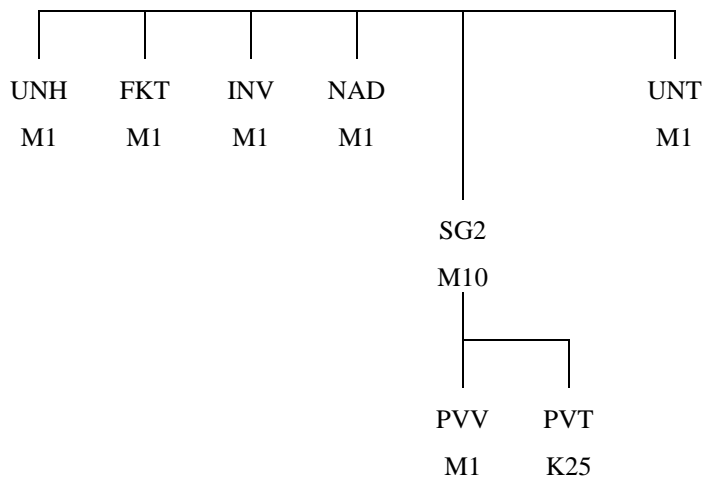 UNH FKT INV NAD UNT
M1 M1 M1 M1 M1
SG2
M10
PVV PVT
M1 K25